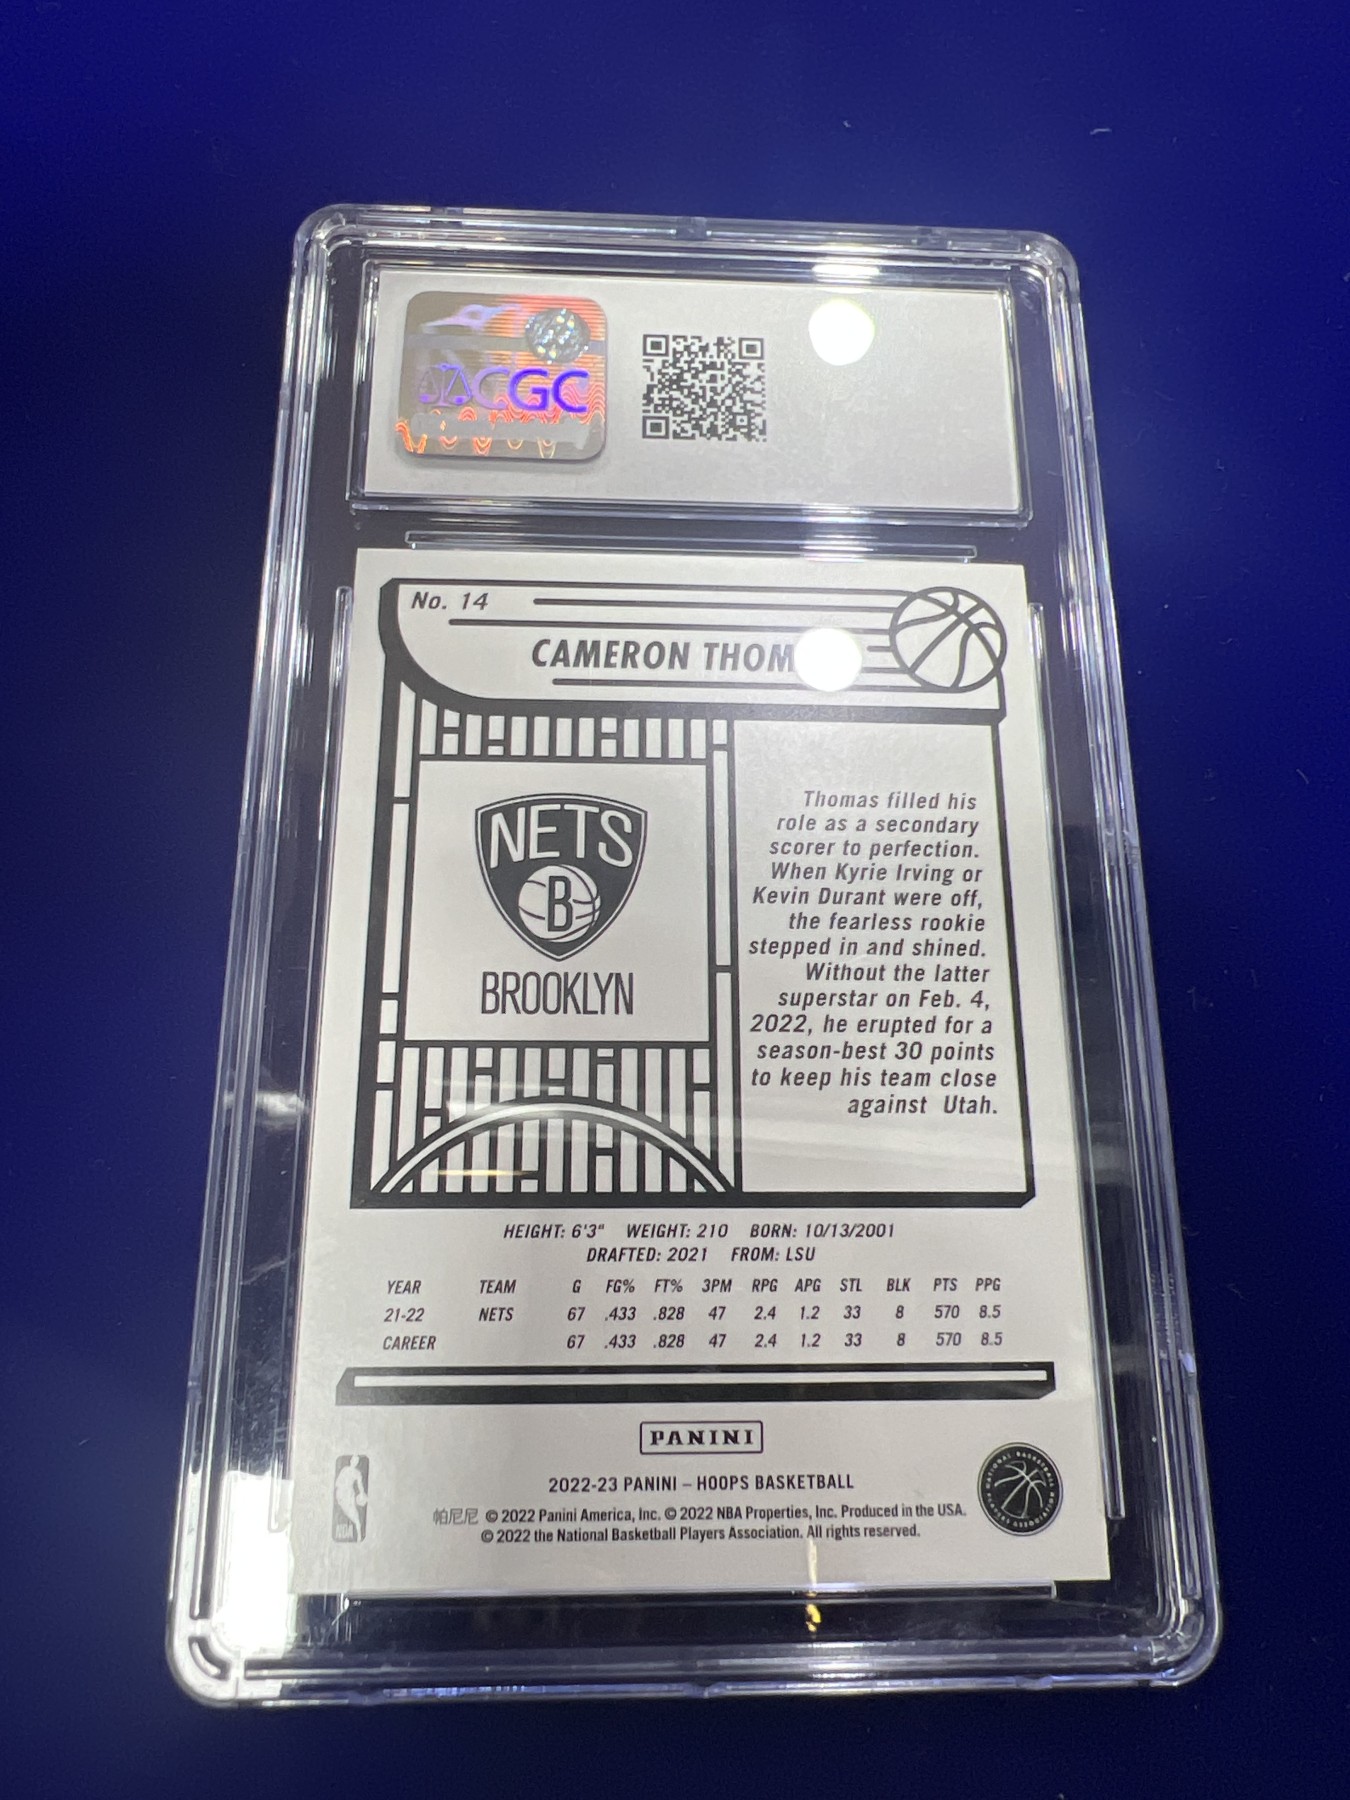 CGC
No. 14
CAMERON THOM
NETS
B
BROOKLYN
Thomas filled his
role as a secondary
scorer to perfection.
When Kyrie Irving or
Kevin Durant were off,
the fearless rookie
stepped in and shined.
Without the latter
superstar on Feb. 4,
2022, he erupted for a
season-best 30 points
to keep his team close
against Utah.
HEIGHT: 6'3" WEIGHT: 210 BORN: 10/13/2001
DRAFTED: 2021 FROM: LSU
YEAR TEAM G FG% FT% 3PM RPG APG STL BLK PTS PPG
21-22 NETS 67 .433 .828 47 2.4 1.2 33 8 570 8.5
CAREER 67 .433 .828 47 2.4 1.2 33 8 570 8.5
PANINI
2022-23 PANINI – HOOPS BASKETBALL
帕尼尼 © 2022 Panini America, Inc. © 2022 NBA Properties, Inc. Produced in the USA.
© 2022 the National Basketball Players Association. All rights reserved.
NBA
NATIONAL BASKETBALL PLAYERS ASSOCIATION